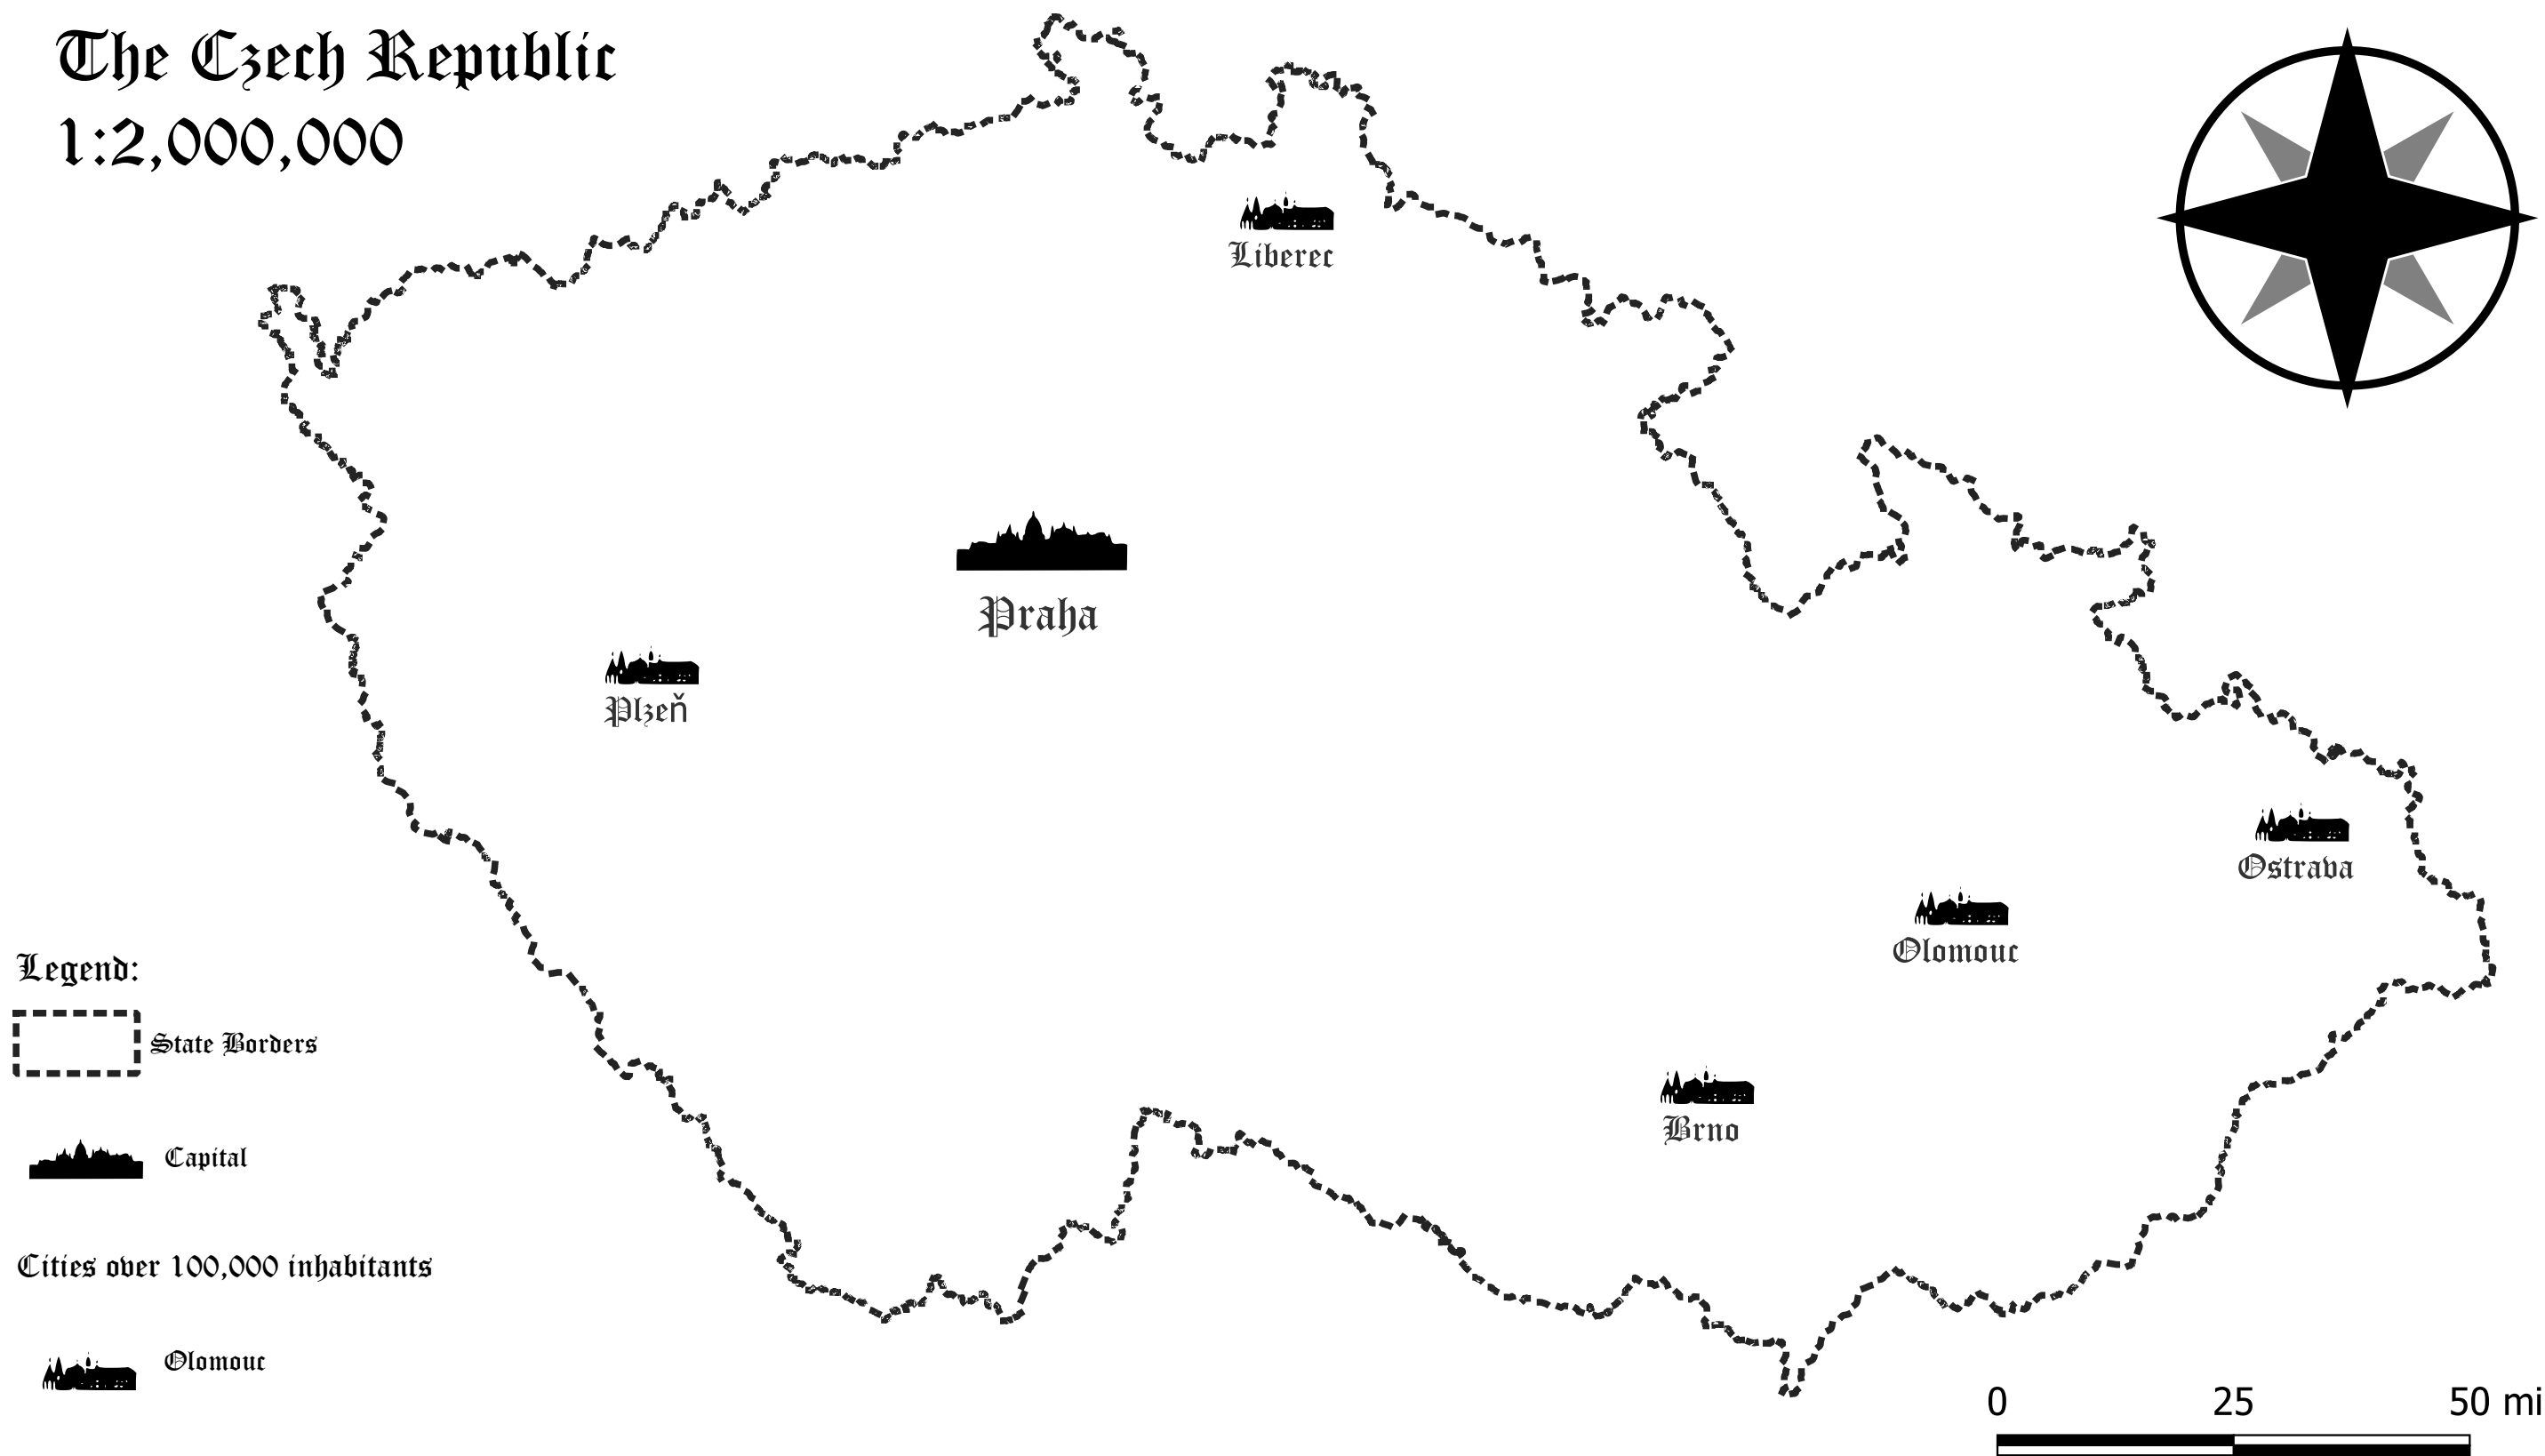 The Czech Republic
1:2,000,000
Liberec
Praha
Plzeň
Ostrava
Olomouc
Brno
Legend:
State Borders
Capital
Cities over 100,000 inhabitants
Olomouc
0 25 50 mi